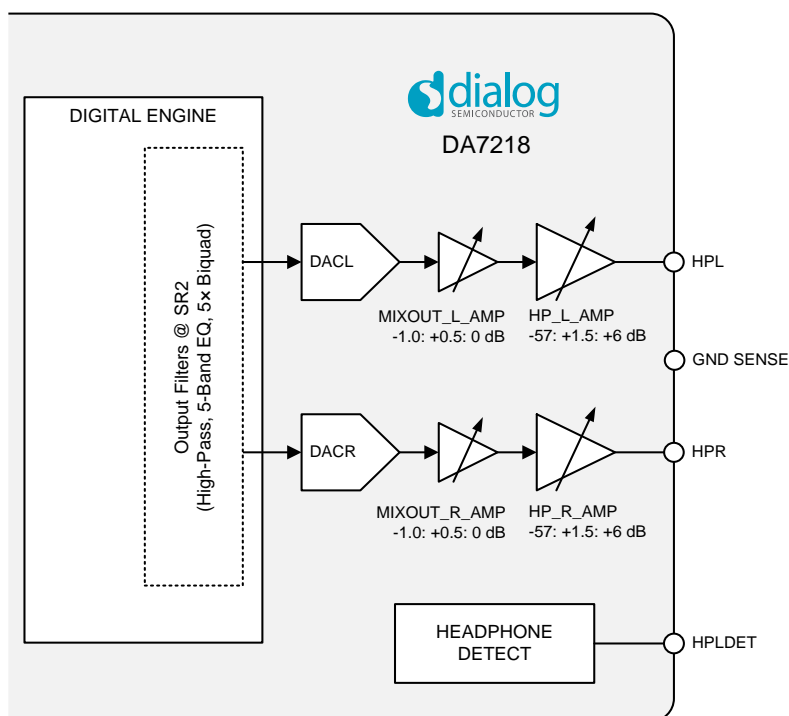 dialog
SEMICONDUCTOR
DA7218
DIGITAL ENGINE
Output Filters @ SR2
(High-Pass, 5-Band EQ, 5x Biquad)
DACL
MIXOUT_L_AMP
-1.0: +0.5: 0 dB
HP_L_AMP
-57: +1.5: +6 dB
HPL
GND SENSE
DACR
MIXOUT_R_AMP
-1.0: +0.5: 0 dB
HP_R_AMP
-57: +1.5: +6 dB
HPR
HEADPHONE
DETECT
HPLDET